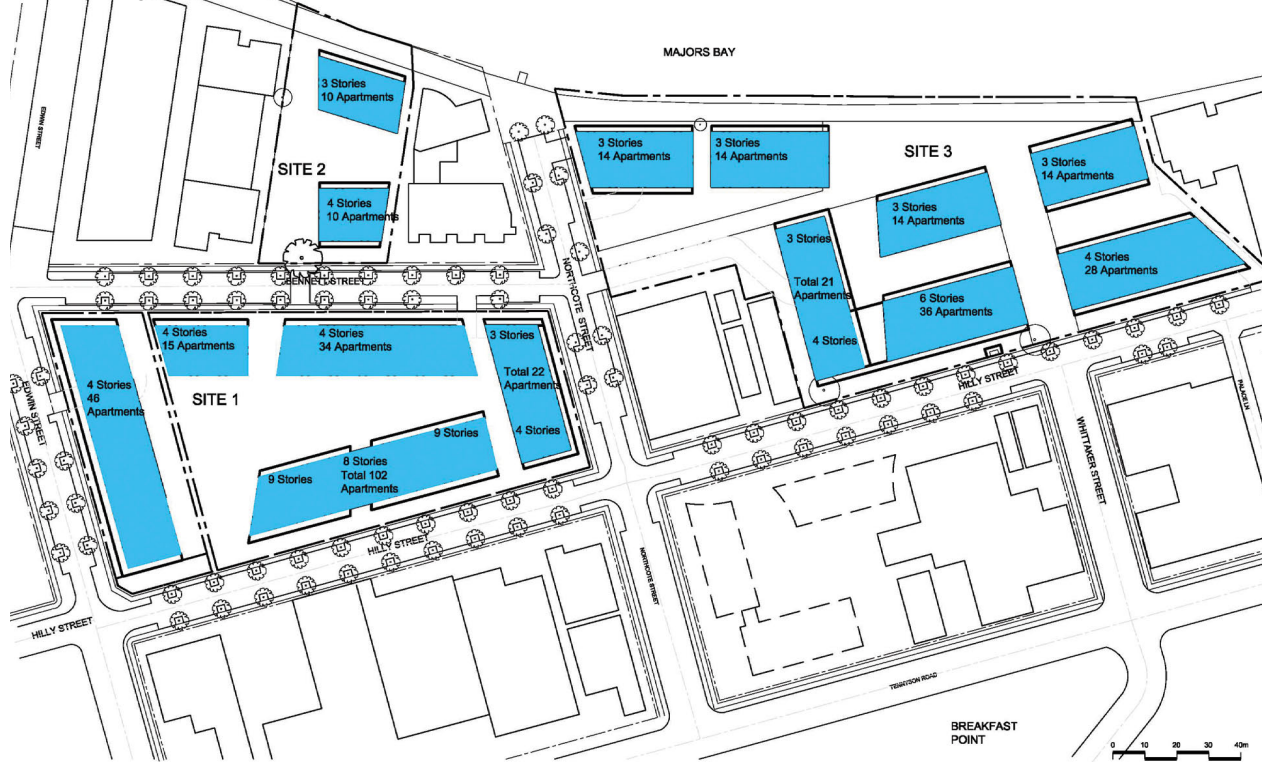 MAJORS BAY
EDWIN STREET
3 Stories
10 Apartments
SITE 2
4 Stories
10 Apartments
BENNETT STREET
NORTHCOTE STREET
3 Stories
14 Apartments
3 Stories
14 Apartments
SITE 3
3 Stories
14 Apartments
3 Stories
14 Apartments
3 Stories
Total 21
Apartments
4 Stories
6 Stories
36 Apartments
4 Stories
28 Apartments
HILLY STREET
PALACE LN
WHITTAKER STREET
EDWIN STREET
4 Stories
46
Apartments
SITE 1
4 Stories
15 Apartments
4 Stories
34 Apartments
3 Stories
Total 22
Apartments
4 Stories
9 Stories
8 Stories
Total 102
Apartments
9 Stories
HILLY STREET
HILLY STREET
NORTHCOTE STREET
TENNYSON ROAD
BREAKFAST
POINT
0 10 20 30 40m